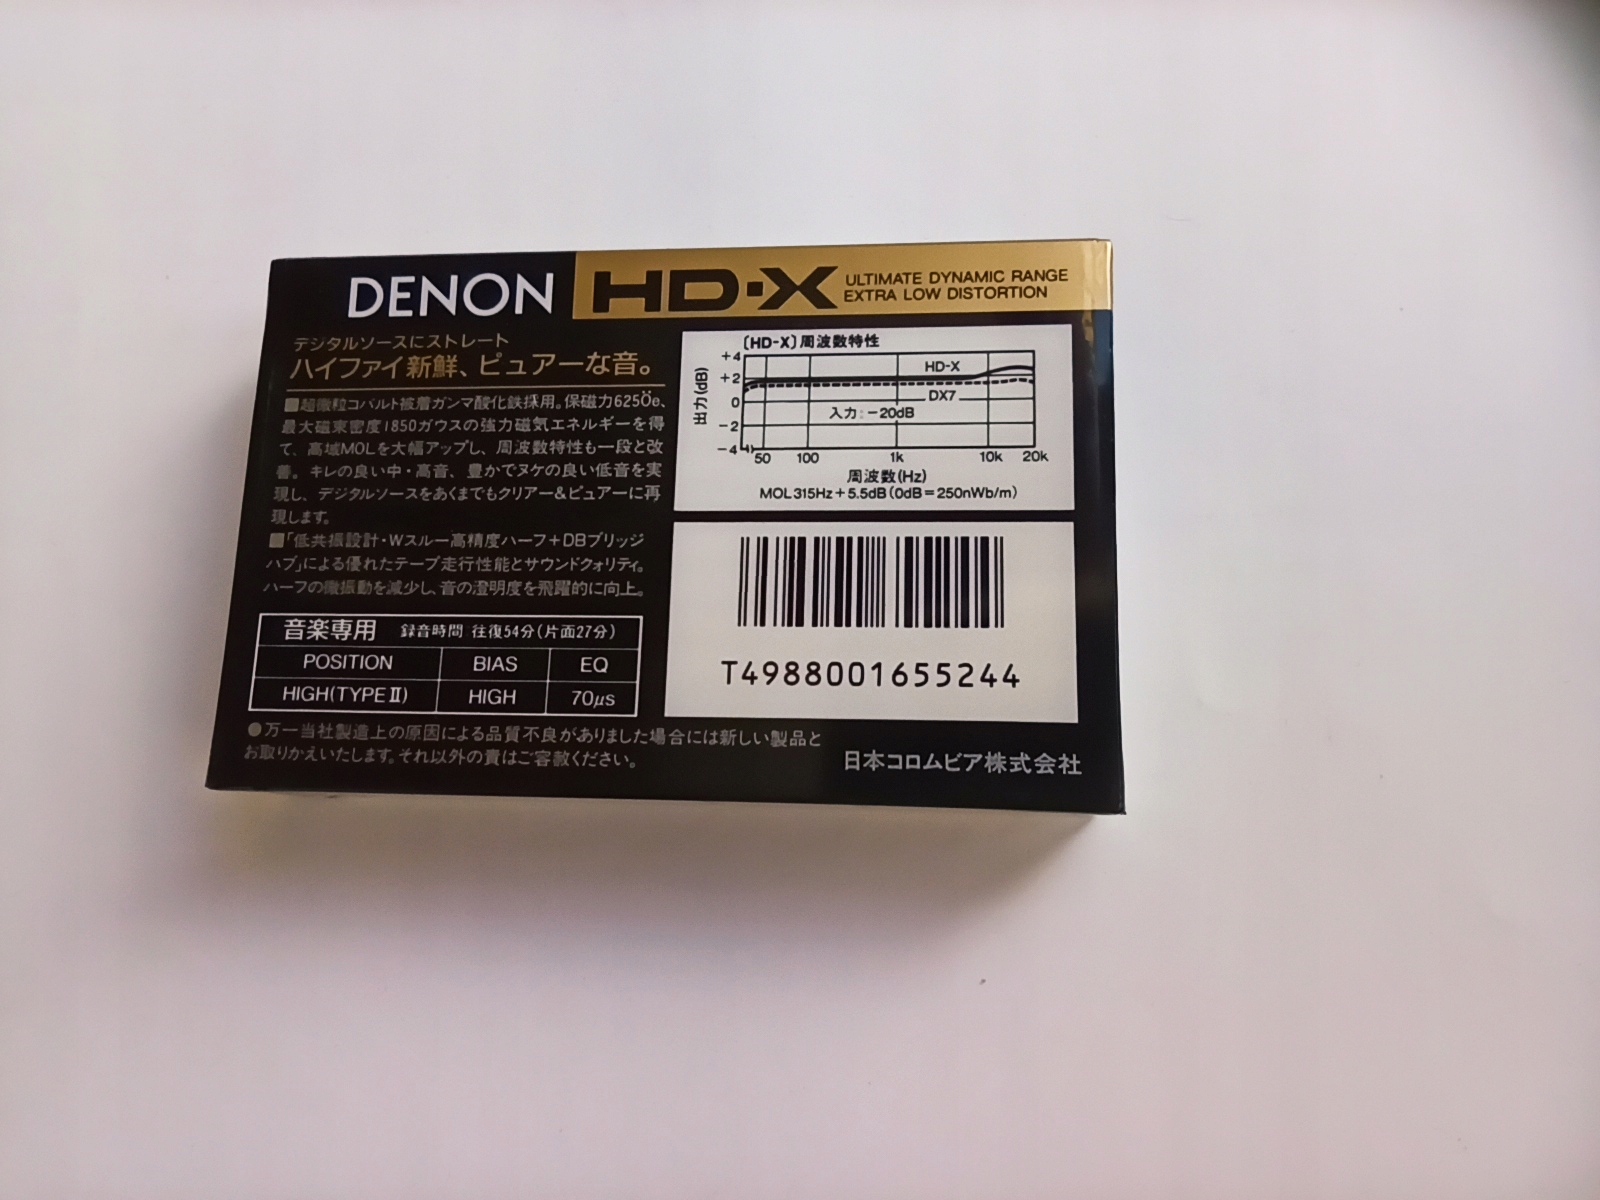 DENON HD·X ULTIMATE DYNAMIC RANGE
EXTRA LOW DISTORTION
デジタルソースにストレート
ハイファイ新鮮、ピュアーな音。
■超微粒コバルト被着ガンマ酸化鉄採用。保磁力625Oe、
最大磁束密度1850ガウスの強力磁気エネルギーを得
て、高域MOLを大幅アップし、周波数特性も一段と改
善。キレの良い中・高音、豊かでヌケの良い低音を実
現し、デジタルソースをあくまでもクリアー&ピュアーに再
現します。
■「低共振設計・Wスルー高精度ハーフ+DBブリッジ
ハブ」による優れたテープ走行性能とサウンドクォリティ。
ハーフの微振動を減少し、音の澄明度を飛躍的に向上。
音楽専用 録音時間 往復54分(片面27分)
POSITION BIAS EQ
HIGH(TYPE II) HIGH 70μs
●万一当社製造上の原因による品質不良がありました場合には新しい製品と
お取りかえいたします。それ以外の責はご容赦ください。
〔HD-X〕周波数特性
出力(dB)
+4
+2
0
−2
−4
HD-X
DX7
入力:−20dB
50 100 1k 10k 20k
周波数(Hz)
MOL315Hz+5.5dB(0dB=250nWb/m)
T4988001655244
日本コロムビア株式会社